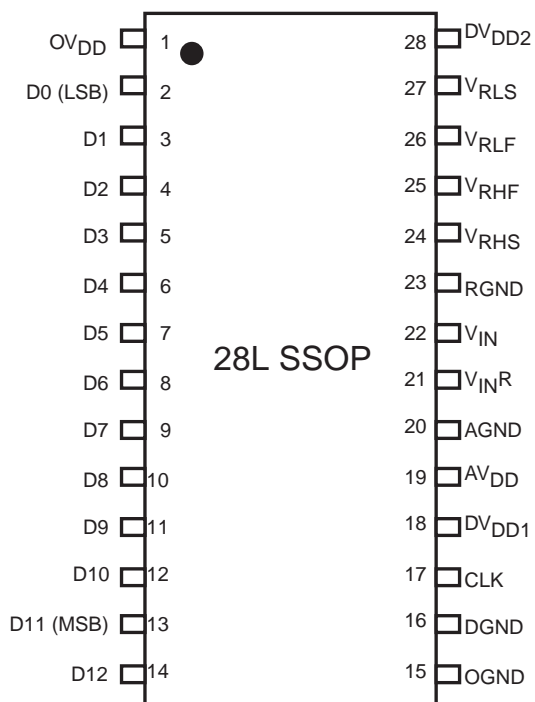 OVDD 1 28 DVDD2
D0 (LSB) 2 27 VRLS
D1 3 26 VRLF
D2 4 25 VRHF
D3 5 24 VRHS
D4 6 23 RGND
D5 7 22 VIN
D6 8 21 VINR
D7 9 20 AGND
D8 10 19 AVDD
D9 11 18 DVDD1
D10 12 17 CLK
D11 (MSB) 13 16 DGND
D12 14 15 OGND
28L SSOP